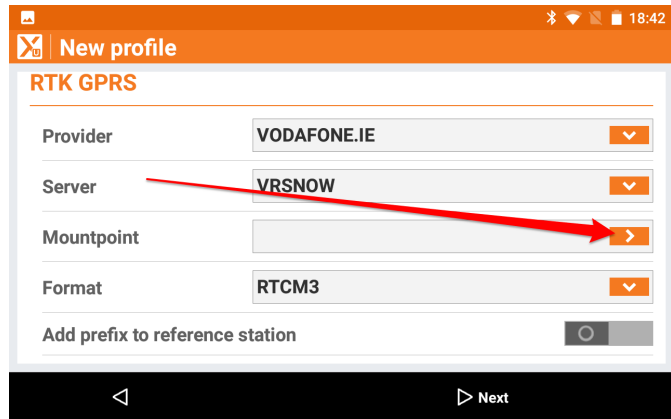 18:42
Xu New profile
RTK GPRS
Provider VODAFONE.IE
Server VRSNOW
Mountpoint
Format RTCM3
Add prefix to reference station
Next